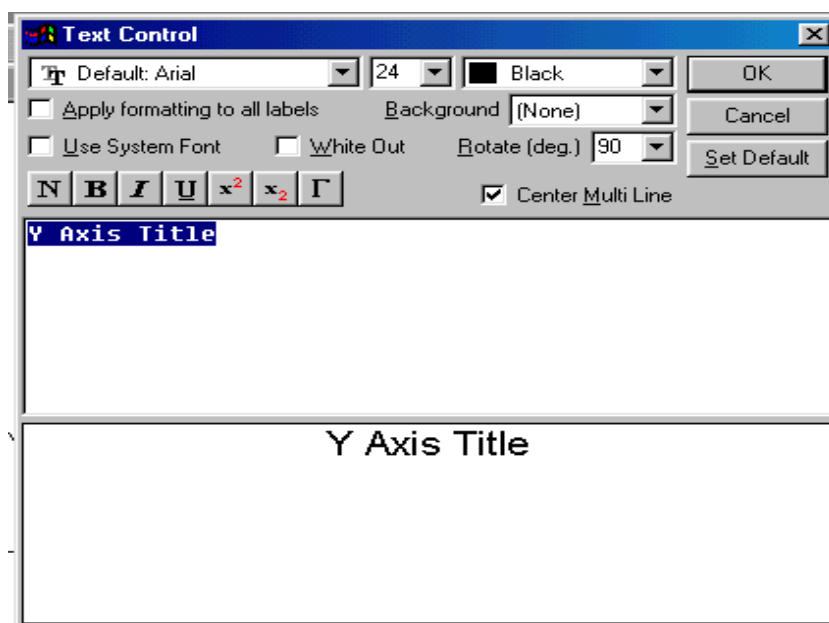 Text Control
Default: Arial 24 Black OK
Apply formatting to all labels Background (None) Cancel
Use System Font White Out Rotate (deg.) 90 Set Default
N B I U x² x₂ Γ Center Multi Line
Y Axis Title
Y Axis Title